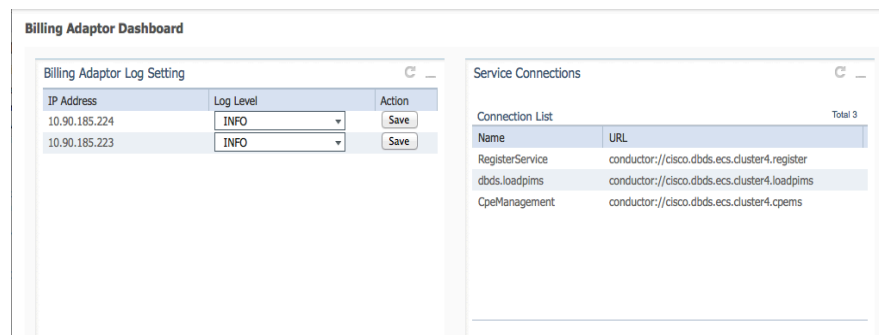 Billing Adaptor Dashboard
Billing Adaptor Log Setting
IP Address Log Level Action
10.90.185.224 INFO Save
10.90.185.223 INFO Save
Service Connections
Connection List Total 3
Name URL
RegisterService conductor://cisco.dbds.ecs.cluster4.register
dbds.loadpims conductor://cisco.dbds.ecs.cluster4.loadpims
CpeManagement conductor://cisco.dbds.ecs.cluster4.cpems